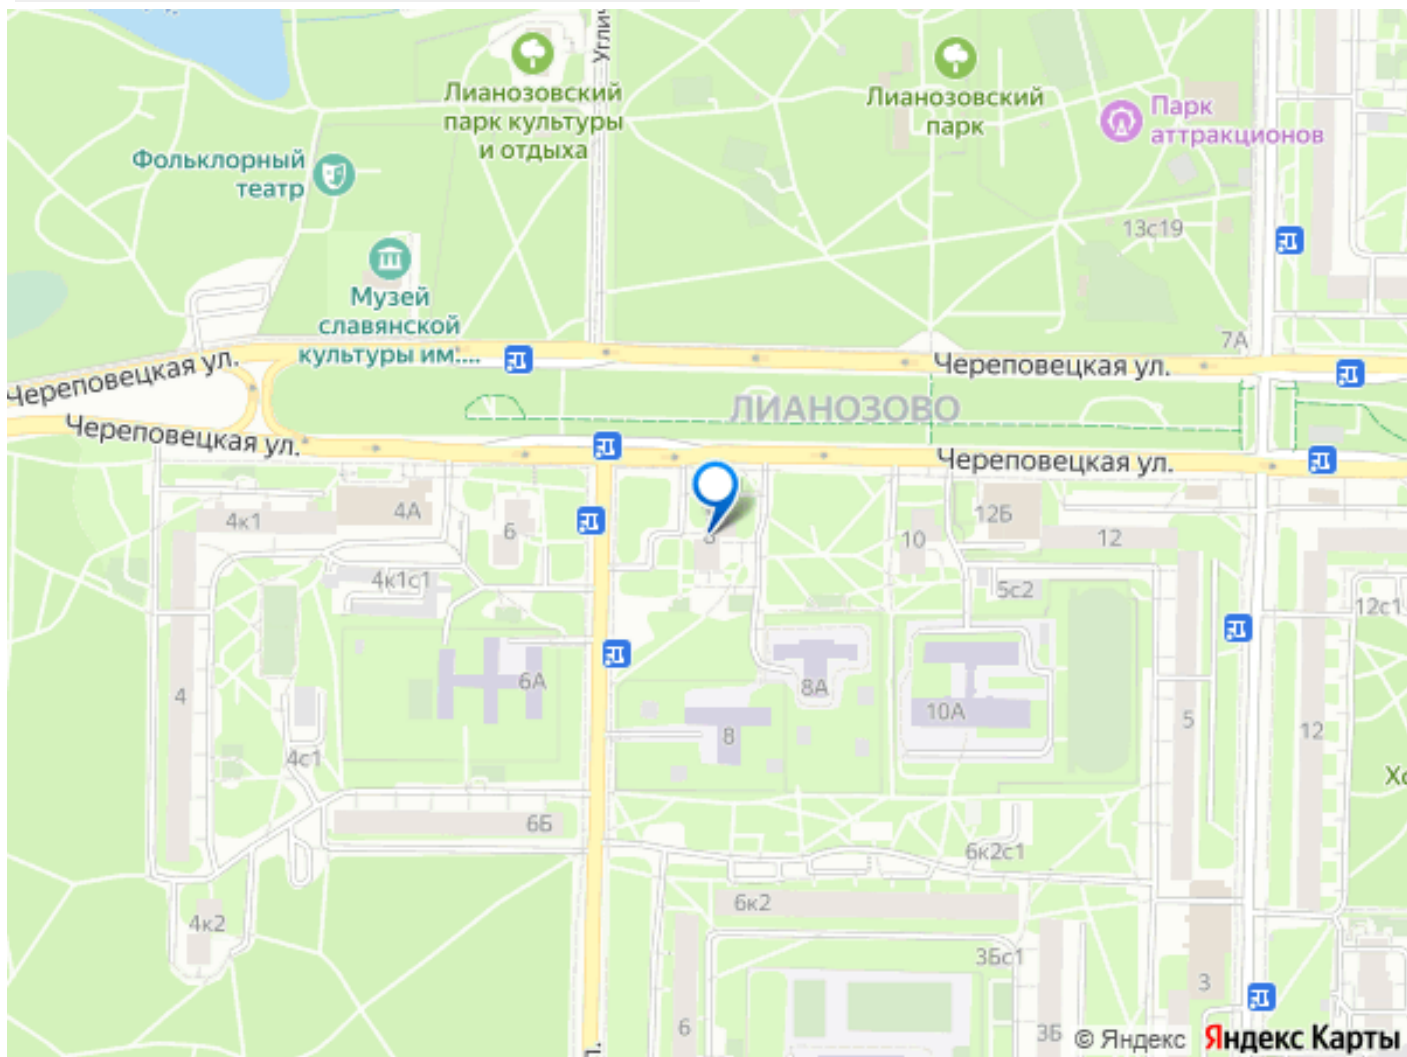 Углич
Лианозовский
парк культуры
и отдыха
Лианозовский
парк
Парк
аттракционов
Фольклорный
театр
13с19
Музей
славянской
культуры им....
7А
Череповецкая ул.
Череповецкая ул.
ЛИАНОЗОВО
Череповецкая ул.
Череповецкая ул.
4к1
4А
6
12Б
10
12
4к1с1
5с2
12с1
4
6А
8А
10А
5
8
12
4с1
Хо
6Б
6к2с1
6к2
4к2
3Бс1
3
6
3Б
© Яндекс
Яндекс Карты